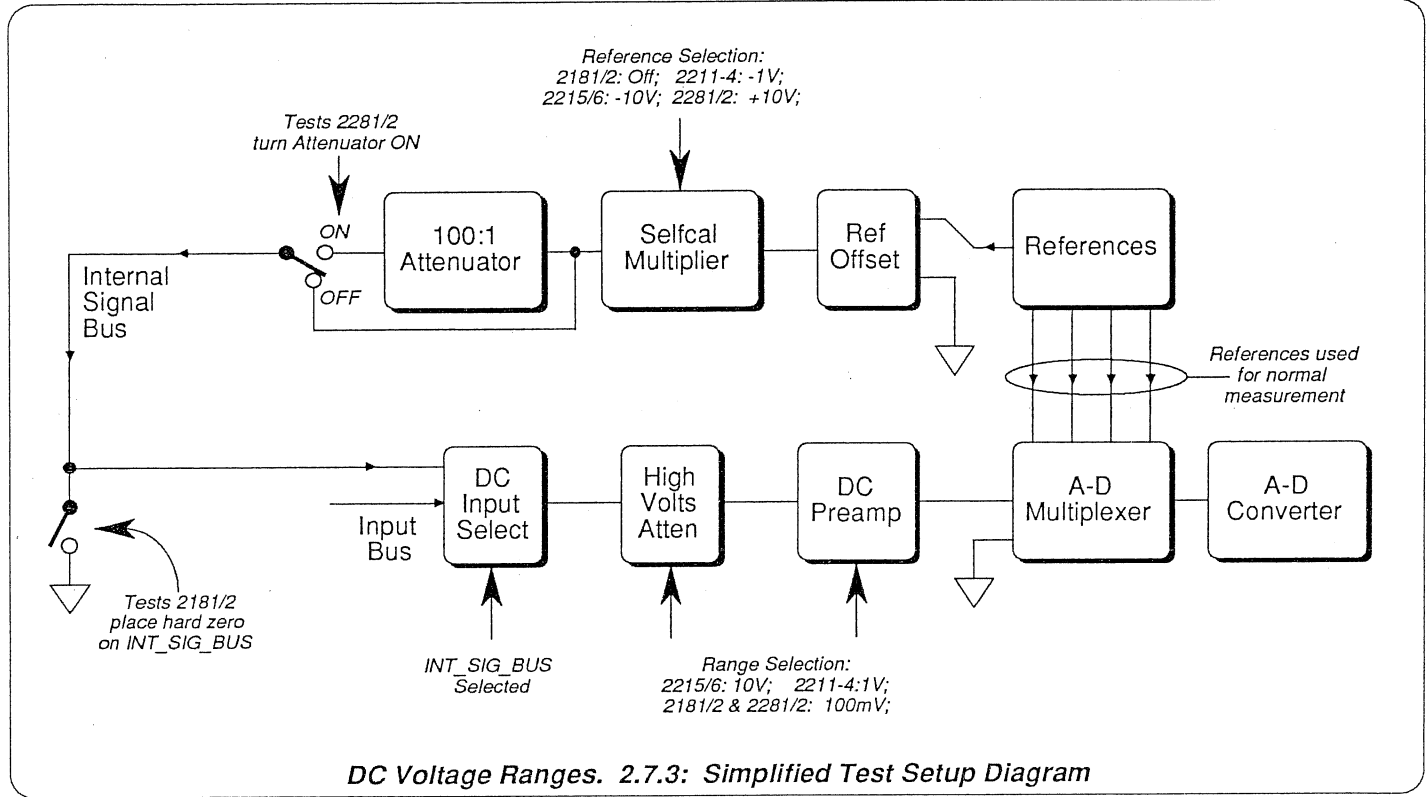 Reference Selection:
2181/2: Off; 2211-4: -1V;
2215/6: -10V; 2281/2: +10V;
Tests 2281/2
turn Attenuator ON
ON
OFF
100:1
Attenuator
Selfcal
Multiplier
Ref
Offset
References
Internal
Signal
Bus
References used
for normal
measurement
DC
Input
Select
High
Volts
Atten
DC
Preamp
A-D
Multiplexer
A-D
Converter
Input
Bus
Tests 2181/2
place hard zero
on INT_SIG_BUS
INT_SIG_BUS
Selected
Range Selection:
2215/6: 10V; 2211-4:1V;
2181/2 & 2281/2: 100mV;
DC Voltage Ranges. 2.7.3: Simplified Test Setup Diagram